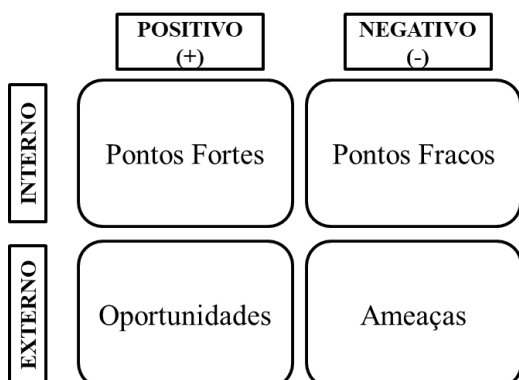 POSITIVO
(+)
NEGATIVO
(-)
INTERNO
Pontos Fortes
Pontos Fracos
EXTERNO
Oportunidades
Ameaças